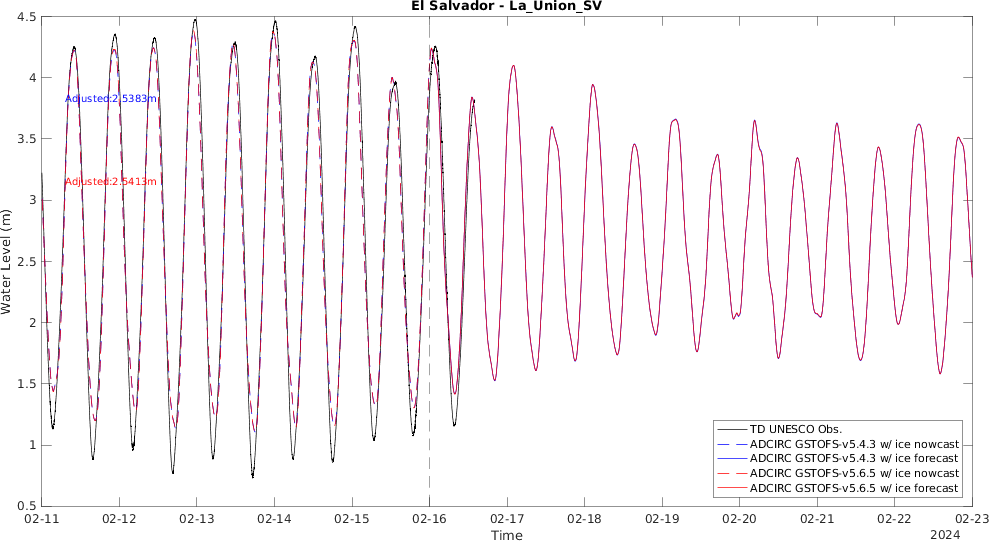 El Salvador - La_Union_SV
4.5
4
3.5
3
2.5
2
1.5
1
0.5
Water Level (m)
Adjusted:2.5383m
Adjusted:2.5413m
TD UNESCO Obs.
ADCIRC GSTOFS-v5.4.3 w/ ice nowcast
ADCIRC GSTOFS-v5.4.3 w/ ice forecast
ADCIRC GSTOFS-v5.6.5 w/ ice nowcast
ADCIRC GSTOFS-v5.6.5 w/ ice forecast
02-11 02-12 02-13 02-14 02-15 02-16 02-17 02-18 02-19 02-20 02-21 02-22 02-23
Time
2024